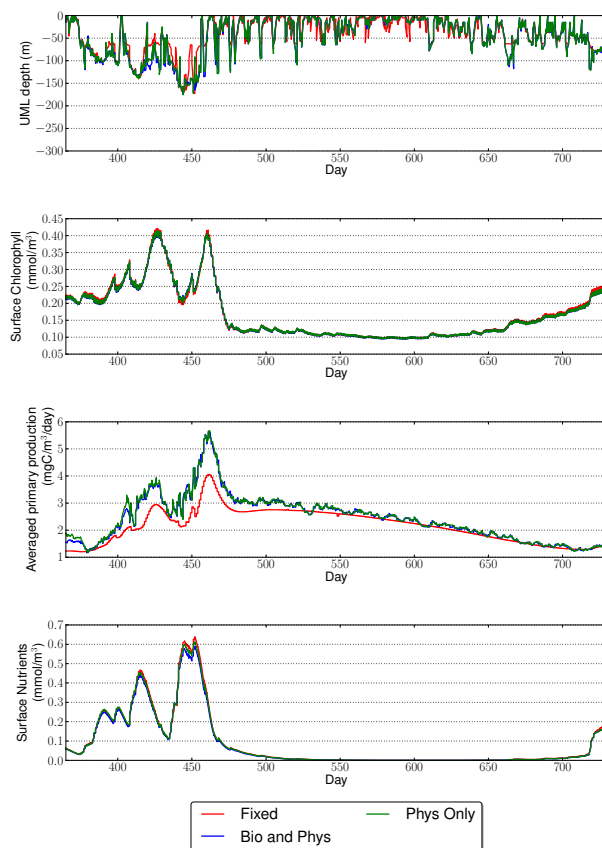 0
−50
−100
−150
−200
−250
−300
UML depth (m)
400 450 500 550 600 650 700
Day
0.45
0.40
0.35
0.30
0.25
0.20
0.15
0.10
0.05
Surface Chlorophyll
(mmol/m³)
400 450 500 550 600 650 700
Day
6
5
4
3
2
1
Averaged primary production
(mgC/m³/day)
400 450 500 550 600 650 700
Day
0.7
0.6
0.5
0.4
0.3
0.2
0.1
0.0
Surface Nutrients
(mmol/m³)
400 450 500 550 600 650 700
Day
Fixed Phys Only
Bio and Phys